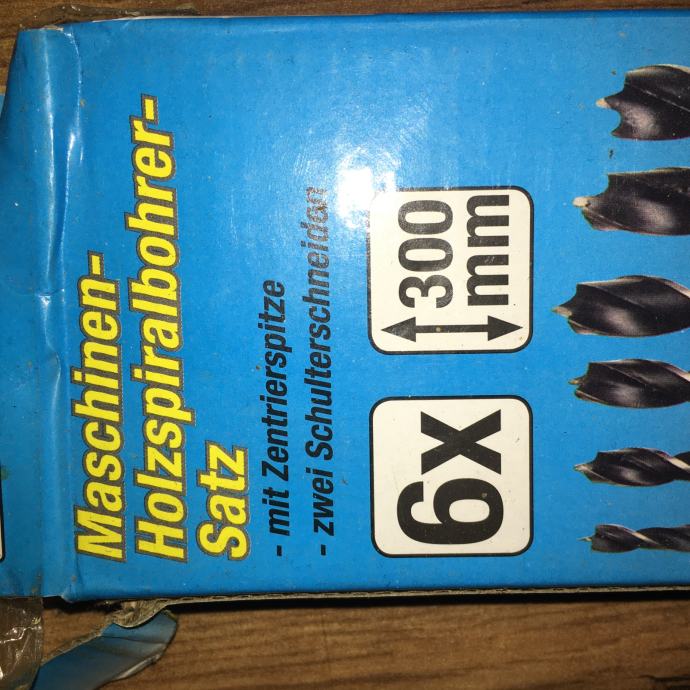 Maschinen-
Holzspiralbohrer-
Satz
- mit Zentrierspitze
- zwei Schulterschneiden
6x
300
mm